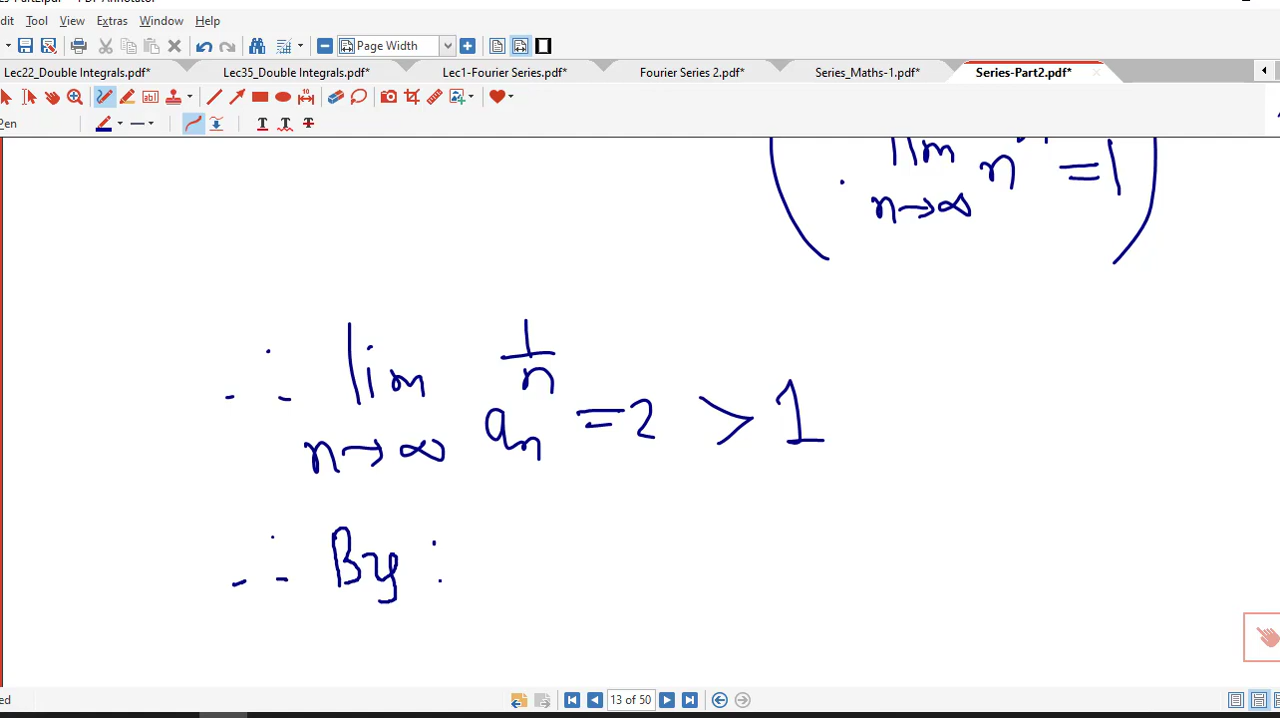 dit Tool View Extras Window Help
Page Width
Lec22_Double Integrals.pdf* Lec35_Double Integrals.pdf* Lec1-Fourier Series.pdf* Fourier Series 2.pdf* Series_Maths-1.pdf* Series-Part2.pdf*
Pen
lim n = 1
n→∞
∴ lim 1/n
n→∞ aₙ = 2 > 1
∴ By :
13 of 50